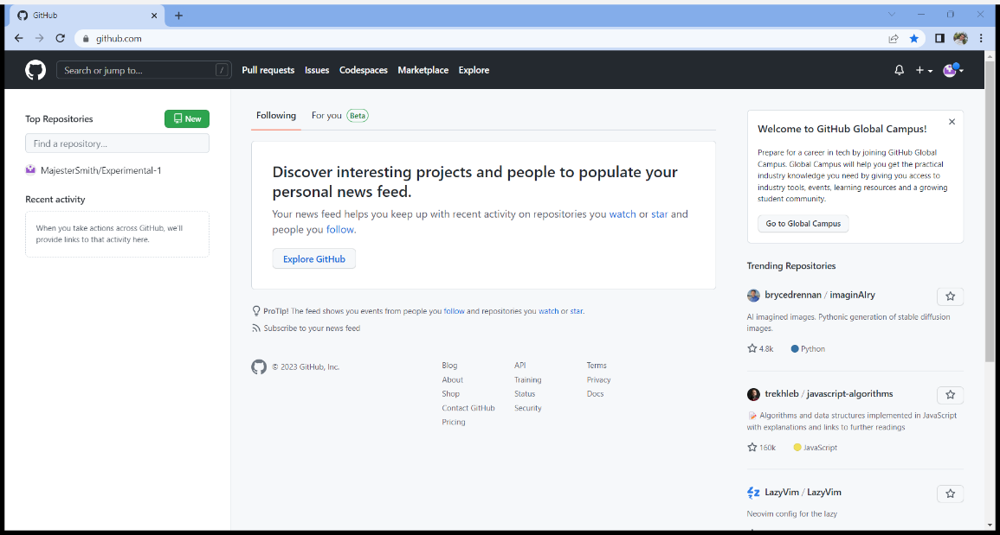 GitHub
github.com
Search or jump to...
/
Pull requests
Issues
Codespaces
Marketplace
Explore
Top Repositories
New
Find a repository...
MajesterSmith/Experimental-1
Recent activity
When you take actions across GitHub, we'll
provide links to that activity here.
Following
For you
Beta
Discover interesting projects and people to populate your
personal news feed.
Your news feed helps you keep up with recent activity on repositories you watch or star and
people you follow.
Explore GitHub
ProTip! The feed shows you events from people you follow and repositories you watch or star.
Subscribe to your news feed
© 2023 GitHub, Inc.
Blog
About
Shop
Contact GitHub
Pricing
API
Training
Status
Security
Terms
Privacy
Docs
Welcome to GitHub Global Campus!
Prepare for a career in tech by joining GitHub Global
Campus. Global Campus will help you get the practical
industry knowledge you need by giving you access to
industry tools, events, learning resources and a growing
student community.
Go to Global Campus
Trending Repositories
brycedrennan / imaginAIry
AI imagined images. Pythonic generation of stable diffusion
images.
4.8k
Python
trekhleb / javascript-algorithms
Algorithms and data structures implemented in JavaScript
with explanations and links to further readings
160k
JavaScript
LazyVim / LazyVim
Neovim config for the lazy